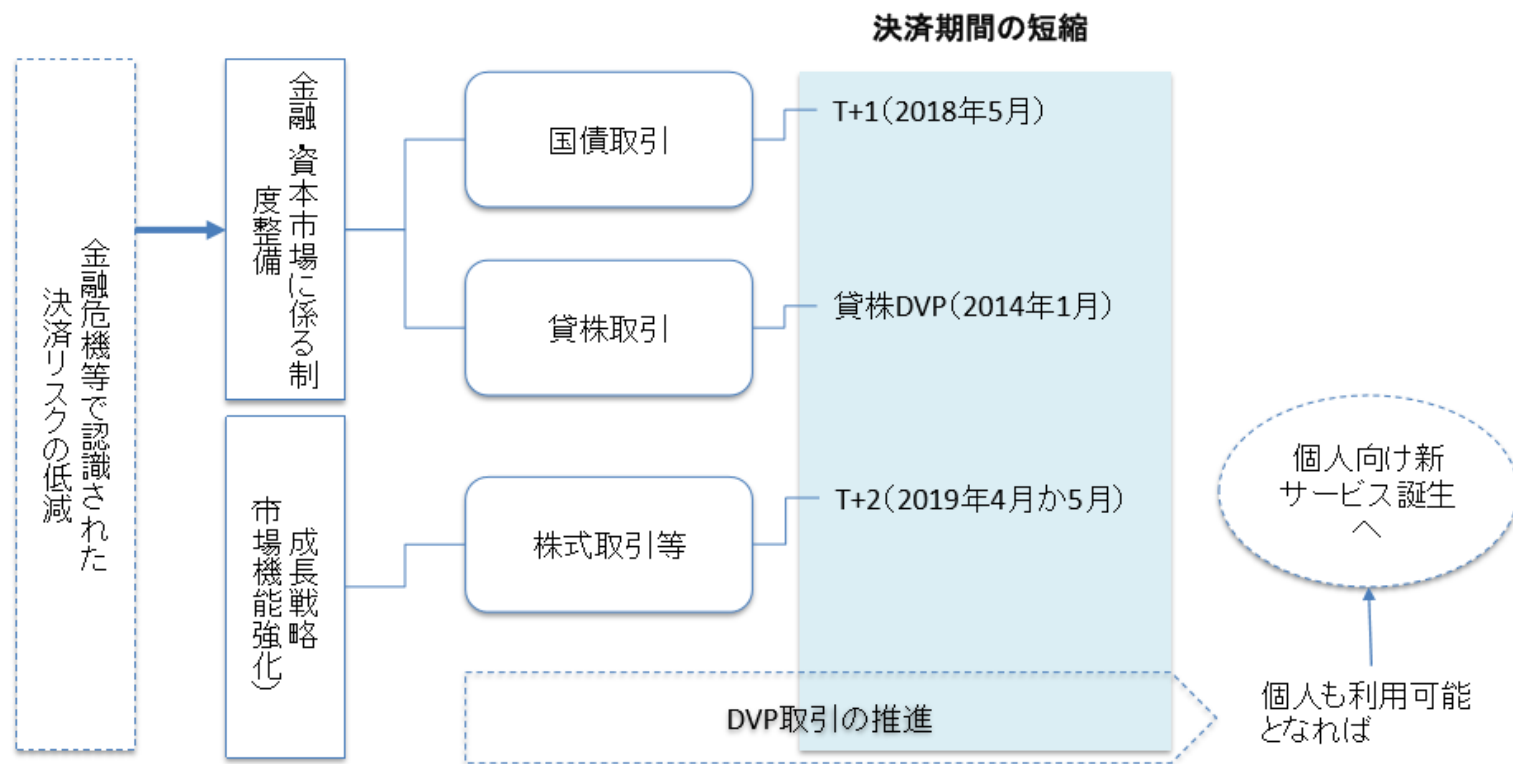 決済期間の短縮
金融危機等で認識された
決済リスクの低減
金融・資本市場に係る制
度整備
成長戦略
(市場機能強化)
国債取引
貸株取引
株式取引等
T+1(2018年5月)
貸株DVP(2014年1月)
T+2(2019年4月か5月)
DVP取引の推進
個人向け新
サービス誕生
へ
個人も利用可能
となれば